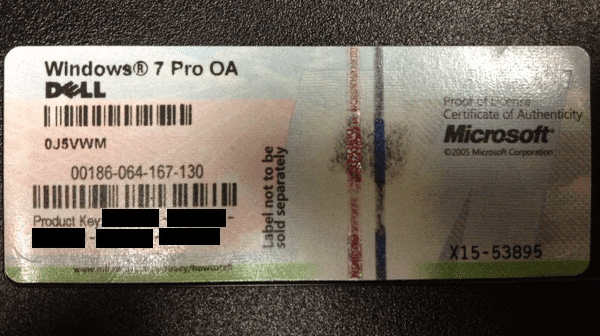 Windows® 7 Pro OA
DELL
0J5VWM
00186-064-167-130
Product Key:
- -
- -
Label not to be
sold separately
Proof of License
Certificate of Authenticity
Microsoft®
©2005 Microsoft Corporation
X15-53895